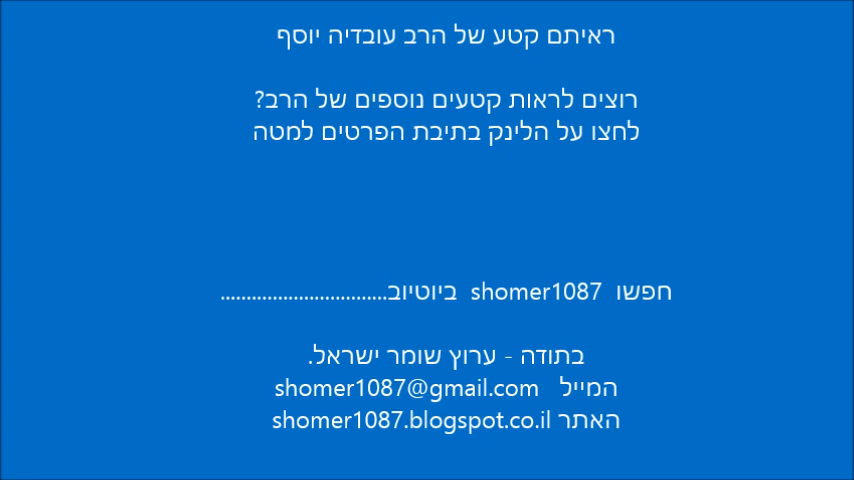 ראיתם קטע של הרב עובדיה יוסף
רוצים לראות קטעים נוספים של הרב?
לחצו על הלינק בתיבת הפרטים למטה
חפשו shomer1087 ביוטיוב................................
בתודה - ערוץ שומר ישראל.
המייל shomer1087@gmail.com
האתר shomer1087.blogspot.co.il